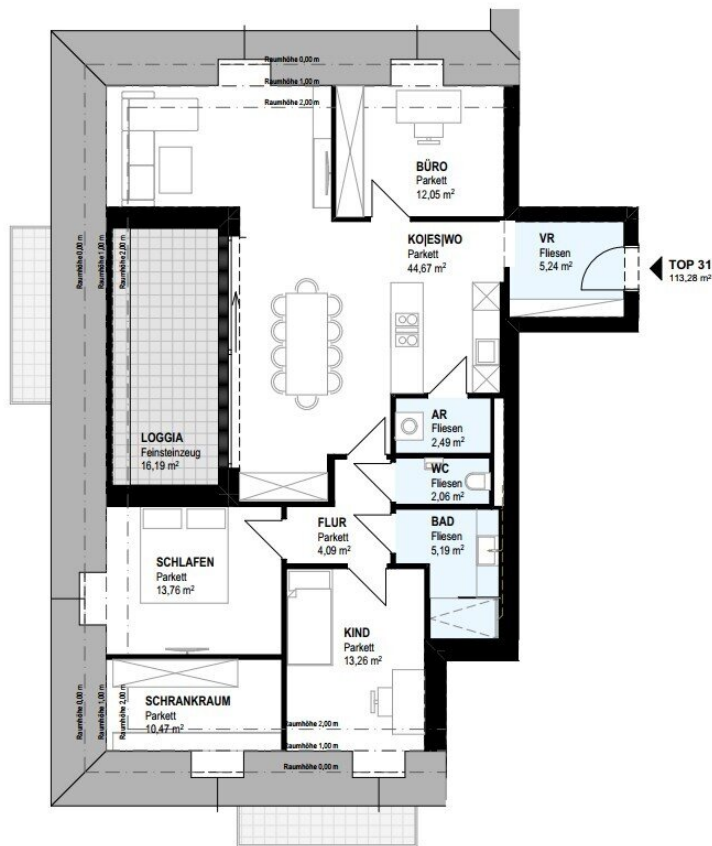 Raumhöhe 0,00 m
Raumhöhe 1,00 m
Raumhöhe 2,00 m
BÜRO
Parkett
12,05 m²
KO|ES|WO
Parkett
44,67 m²
VR
Fliesen
5,24 m²
TOP 31
113,28 m²
Raumhöhe 0,00 m
Raumhöhe 1,00 m
Raumhöhe 2,00 m
LOGGIA
Feinsteinzeug
16,19 m²
AR
Fliesen
2,49 m²
WC
Fliesen
2,06 m²
FLUR
Parkett
4,09 m²
BAD
Fliesen
5,19 m²
SCHLAFEN
Parkett
13,76 m²
KIND
Parkett
13,26 m²
SCHRANKRAUM
Parkett
10,47 m²
Raumhöhe 0,00 m
Raumhöhe 1,00 m
Raumhöhe 2,00 m
Raumhöhe 2,00 m
Raumhöhe 1,00 m
Raumhöhe 0,00 m